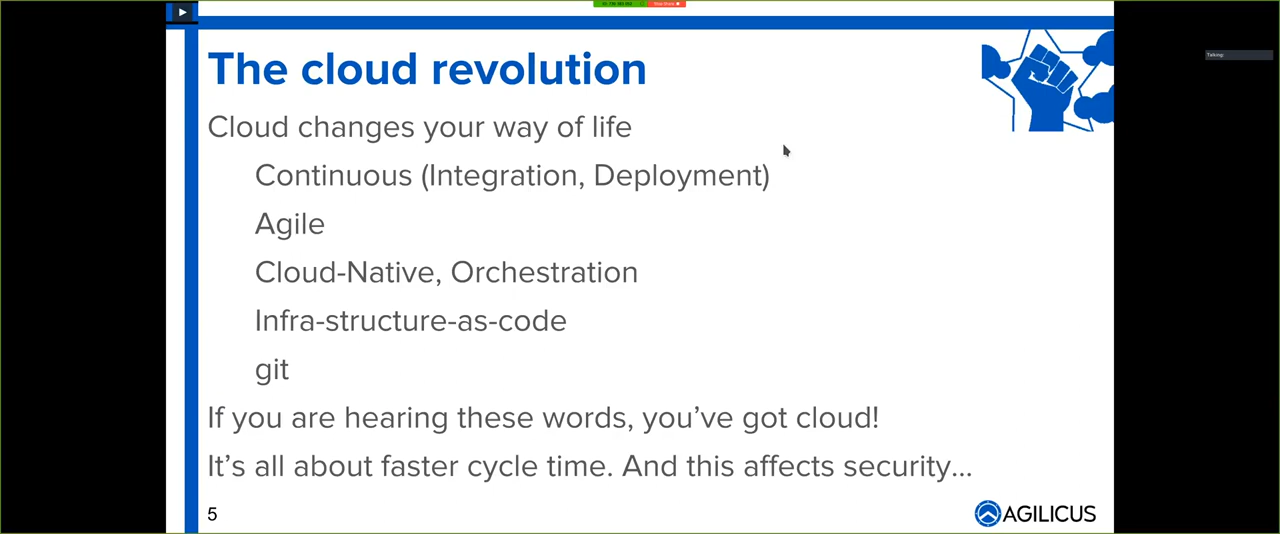 The cloud revolution
Cloud changes your way of life
Continuous (Integration, Deployment)
Agile
Cloud-Native, Orchestration
Infra-structure-as-code
git
If you are hearing these words, you've got cloud!
It's all about faster cycle time. And this affects security...
5
AGILICUS
Talking: